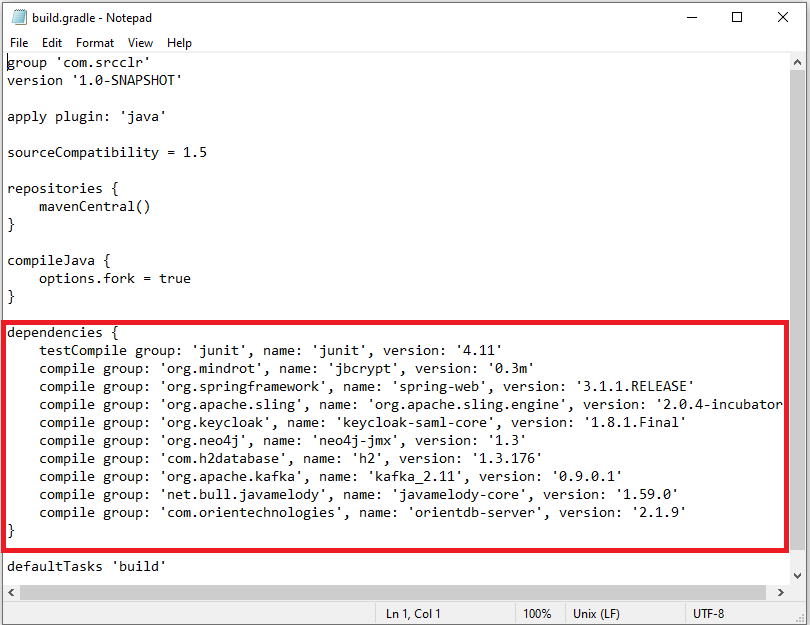 build.gradle - Notepad
File Edit Format View Help
group 'com.srcclr'
version '1.0-SNAPSHOT'
apply plugin: 'java'
sourceCompatibility = 1.5
repositories {
    mavenCentral()
}
compileJava {
    options.fork = true
}
dependencies {
    testCompile group: 'junit', name: 'junit', version: '4.11'
    compile group: 'org.mindrot', name: 'jbcrypt', version: '0.3m'
    compile group: 'org.springframework', name: 'spring-web', version: '3.1.1.RELEASE'
    compile group: 'org.apache.sling', name: 'org.apache.sling.engine', version: '2.0.4-incubator
    compile group: 'org.keycloak', name: 'keycloak-saml-core', version: '1.8.1.Final'
    compile group: 'org.neo4j', name: 'neo4j-jmx', version: '1.3'
    compile group: 'com.h2database', name: 'h2', version: '1.3.176'
    compile group: 'org.apache.kafka', name: 'kafka_2.11', version: '0.9.0.1'
    compile group: 'net.bull.javamelody', name: 'javamelody-core', version: '1.59.0'
    compile group: 'com.orientechnologies', name: 'orientdb-server', version: '2.1.9'
}
defaultTasks 'build'
Ln 1, Col 1 100% Unix (LF) UTF-8